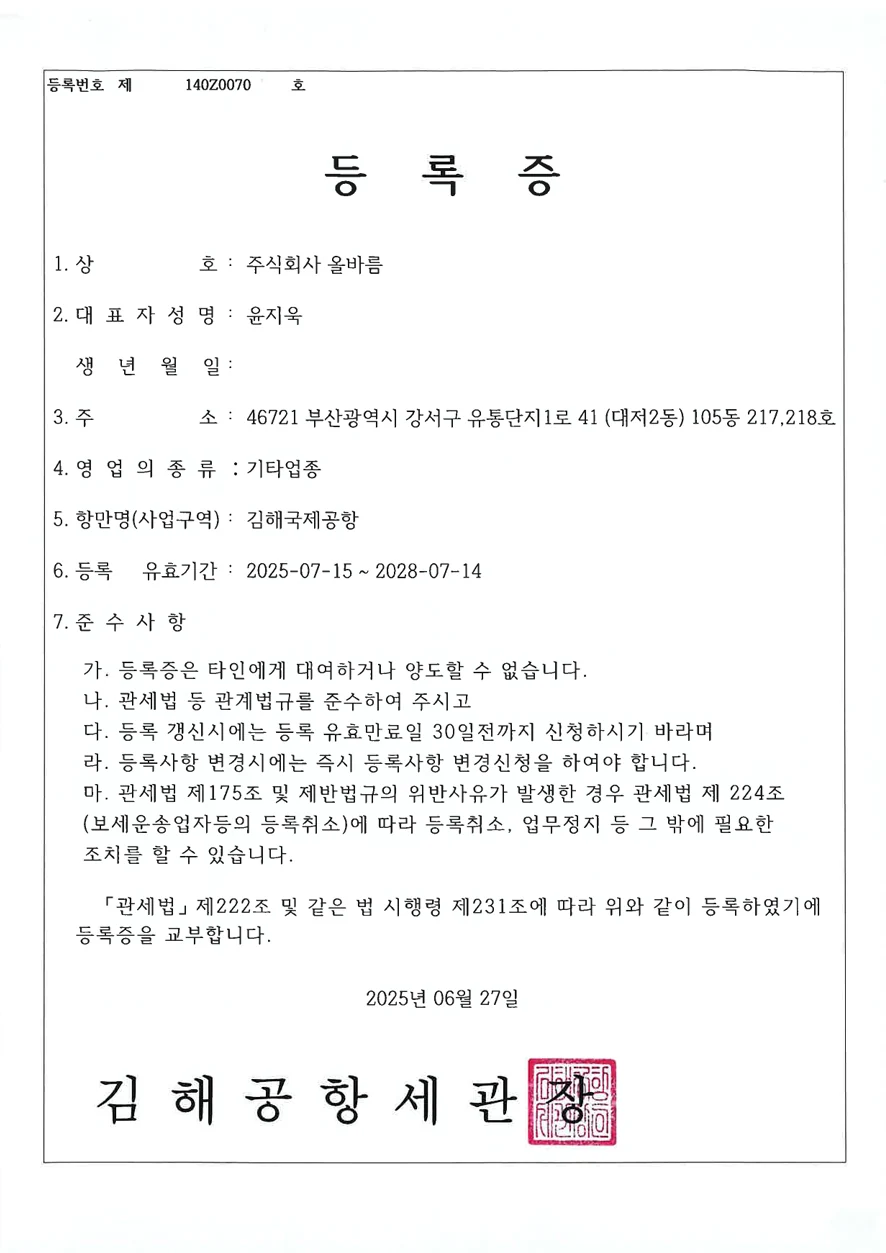 등록번호 제 140Z0070 호
등 록 증
1. 상 호 : 주식회사 올바름
2. 대 표 자 성 명 : 윤지욱
생 년 월 일 :
3. 주 소 : 46721 부산광역시 강서구 유통단지1로 41 (대저2동) 105동 217,218호
4. 영 업 의 종 류 : 기타업종
5. 항만명(사업구역) : 김해국제공항
6. 등록 유효기간 : 2025-07-15 ~ 2028-07-14
7. 준 수 사 항
가. 등록증은 타인에게 대여하거나 양도할 수 없습니다.
나. 관세법 등 관계법규를 준수하여 주시고
다. 등록 갱신시에는 등록 유효만료일 30일전까지 신청하시기 바라며
라. 등록사항 변경시에는 즉시 등록사항 변경신청을 하여야 합니다.
마. 관세법 제175조 및 제반법규의 위반사유가 발생한 경우 관세법 제 224조
(보세운송업자등의 등록취소)에 따라 등록취소, 업무정지 등 그 밖에 필요한
조치를 할 수 있습니다.
「관세법」제222조 및 같은 법 시행령 제231조에 따라 위와 같이 등록하였기에
등록증을 교부합니다.
2025년 06월 27일
김 해 공 항 세 관 장